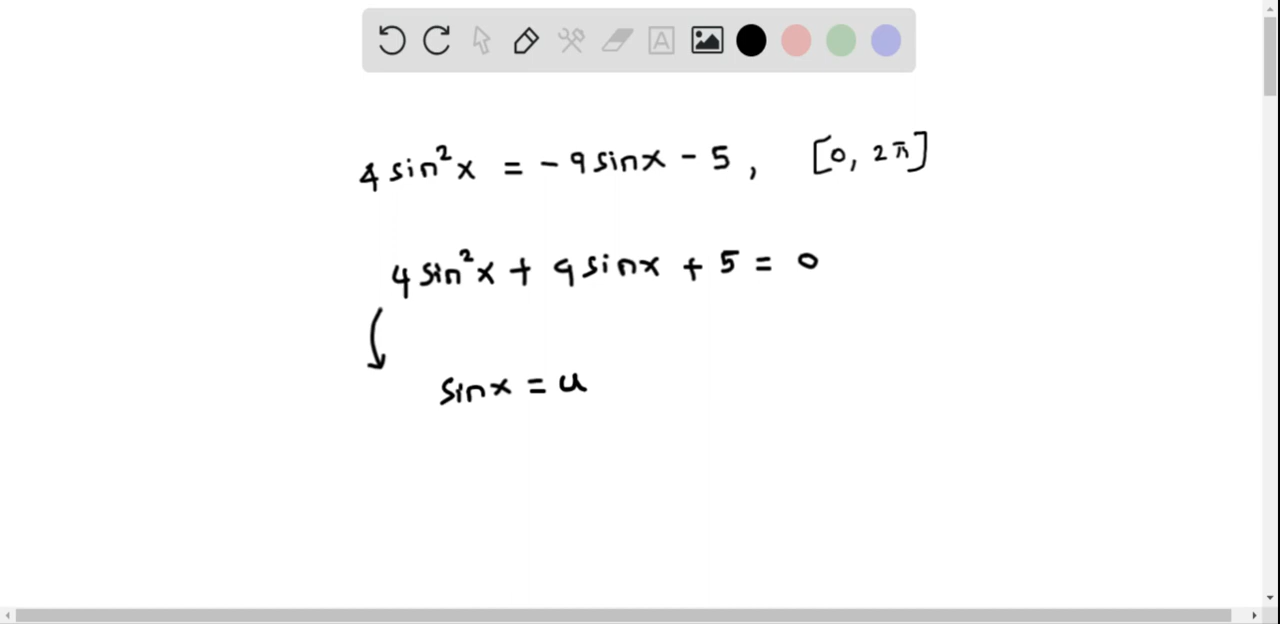 4 sin²x = - 9 sinx - 5 , [0, 2π]
4 sin²x + 9 sinx + 5 = 0
sinx = u